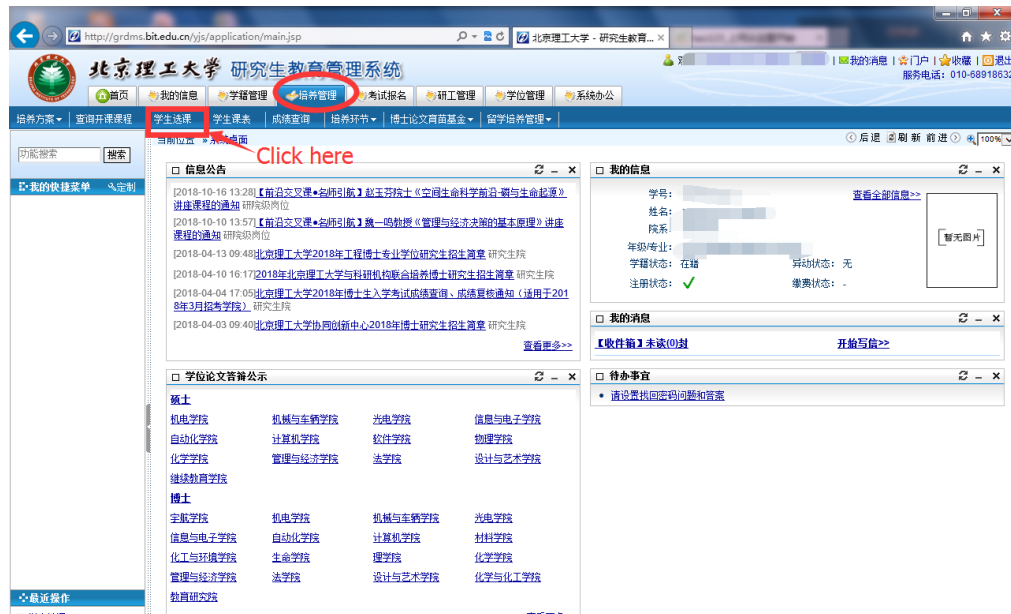 http://grdms.bit.edu.cn/yjs/application/main.jsp
北京理工大学 - 研究生教育...
北京理工大学 研究生教育管理系统
我的消息 | 门户 | 收藏 | 退出
服务电话: 010-68918632
首页 我的信息 学籍管理 培养管理 考试报名 研工管理 学位管理 系统办公
培养方案 查询开课课程 学生选课 学生课表 成绩查询 培养环节 博士论文育苗基金 留学培养管理
当前位置 » 系统桌面
后退 刷新 前进 100%
功能搜索 搜索
Click here
我的快捷菜单 定制
信息公告
[2018-10-16 13:28]【前沿交叉课●名师引航】赵玉芬院士《空间生命科学前沿-磷与生命起源》
讲座课程的通知 研院级岗位
[2018-10-10 13:57]【前沿交叉课●名师引航】魏一鸣教授《管理与经济决策的基本原理》讲座
课程的通知 研院级岗位
[2018-04-13 09:48]北京理工大学2018年工程博士专业学位研究生招生简章 研究生院
[2018-04-10 16:17]2018年北京理工大学与科研机构联合培养博士研究生招生简章 研究生院
[2018-04-04 17:05]北京理工大学2018年博士生入学考试成绩查询、成绩复核通知（适用于201
8年3月招考学院） 研究生院
[2018-04-03 09:40]北京理工大学协同创新中心2018年博士研究生招生简章 研究生院
查看更多>>
我的信息
学号:
查看全部信息>>
姓名:
院系:
年级/专业:
暂无图片
学籍状态: 在籍 异动状态: 无
注册状态: ✓ 缴费状态: -
我的消息
【收件箱】未读(0)封 开始写信>>
待办事宜
• 请设置找回密码问题和答案
学位论文答辩公示
硕士
机电学院 机械与车辆学院 光电学院 信息与电子学院
自动化学院 计算机学院 软件学院 物理学院
化学学院 管理与经济学院 法学院 设计与艺术学院
继续教育学院
博士
宇航学院 机电学院 机械与车辆学院 光电学院
信息与电子学院 自动化学院 计算机学院 材料学院
化工与环境学院 生命学院 理学院 化学学院
管理与经济学院 法学院 设计与艺术学院 化学与化工学院
教育研究院
最近操作